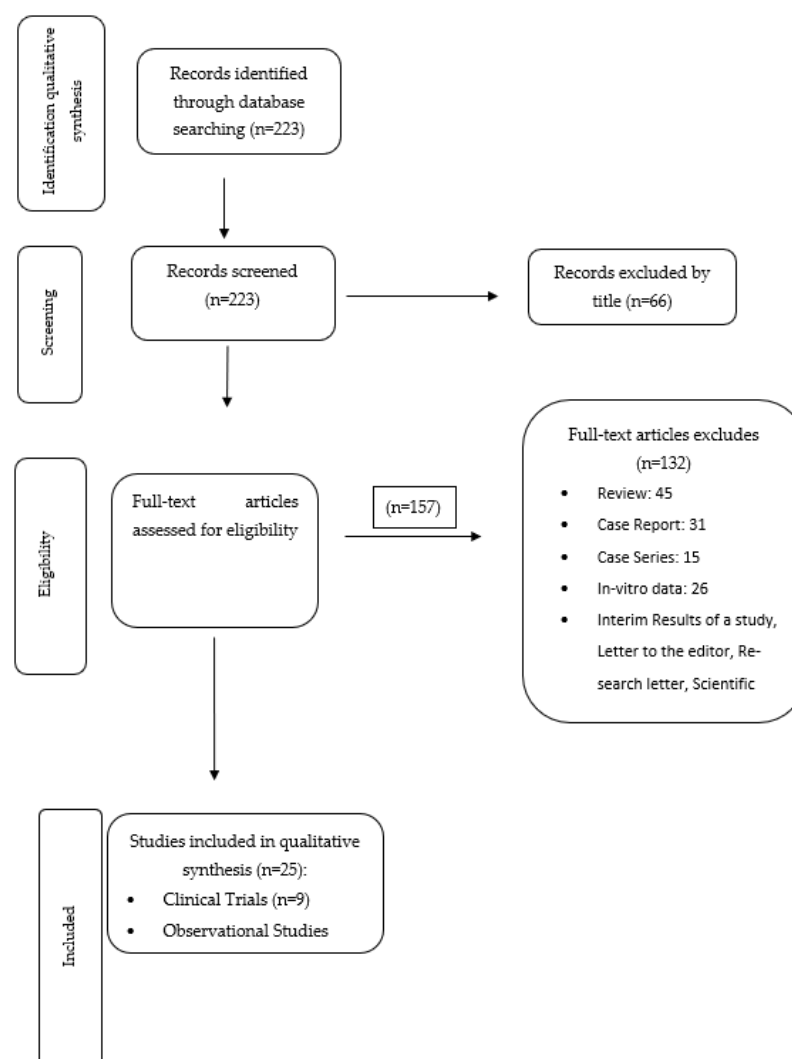 Identification qualitative
synthesis
Records identified
through database
searching (n=223)
Screening
Records screened
(n=223)
Records excluded by
title (n=66)
Eligibility
Full-text articles
assessed for eligibility
(n=157)
Full-text articles excludes
(n=132)
• Review: 45
• Case Report: 31
• Case Series: 15
• In-vitro data: 26
• Interim Results of a study,
Letter to the editor, Re-
search letter, Scientific
Included
Studies included in qualitative
synthesis (n=25):
• Clinical Trials (n=9)
• Observational Studies